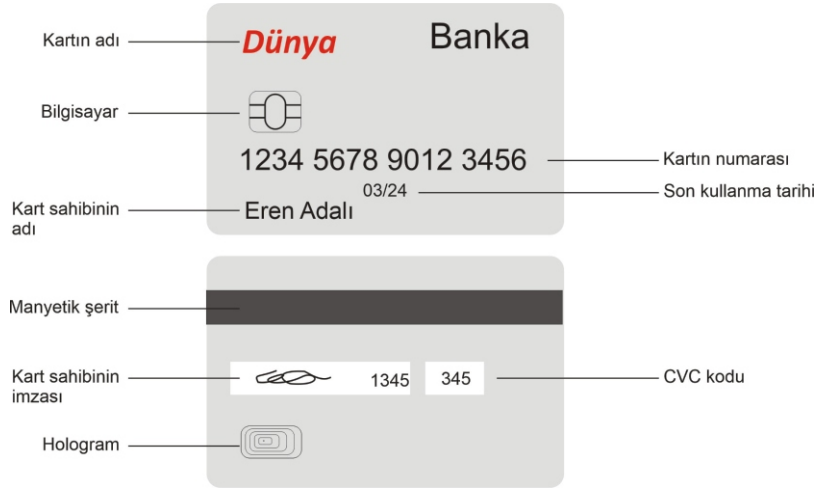 Kartın adı
Dünya
Banka
Bilgisayar
1234 5678 9012 3456
Kartın numarası
03/24
Son kullanma tarihi
Kart sahibinin
adı
Eren Adalı
Manyetik şerit
Kart sahibinin
imzası
1345
345
CVC kodu
Hologram